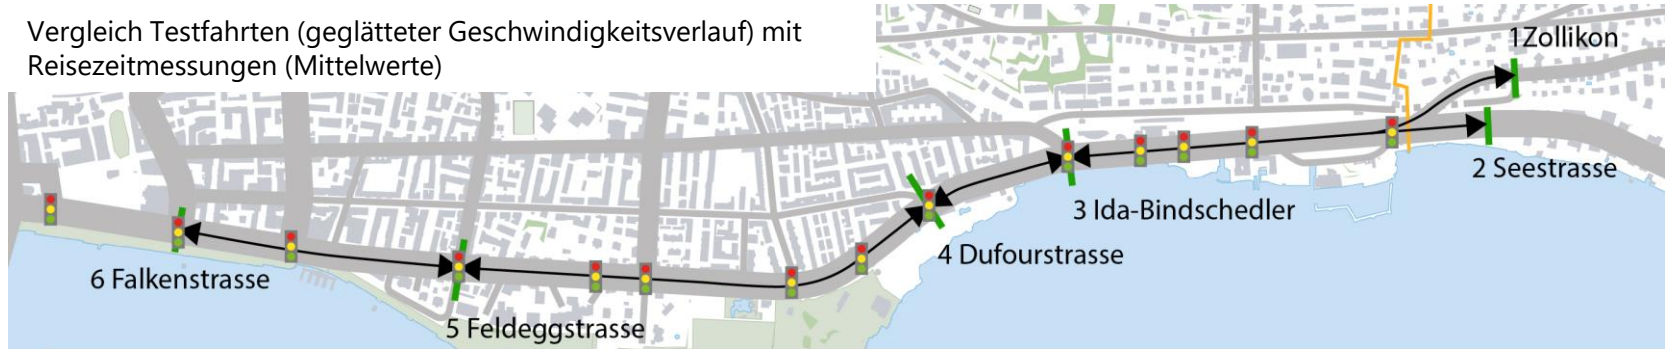 Vergleich Testfahrten (geglätteter Geschwindigkeitsverlauf) mit
Reisezeitmessungen (Mittelwerte)
1Zollikon
2 Seestrasse
3 Ida-Bindschedler
4 Dufourstrasse
5 Feldeggstrasse
6 Falkenstrasse